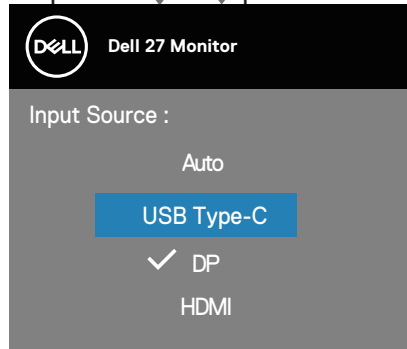 DELL
Dell 27 Monitor
Input Source :
Auto
USB Type-C
DP
HDMI